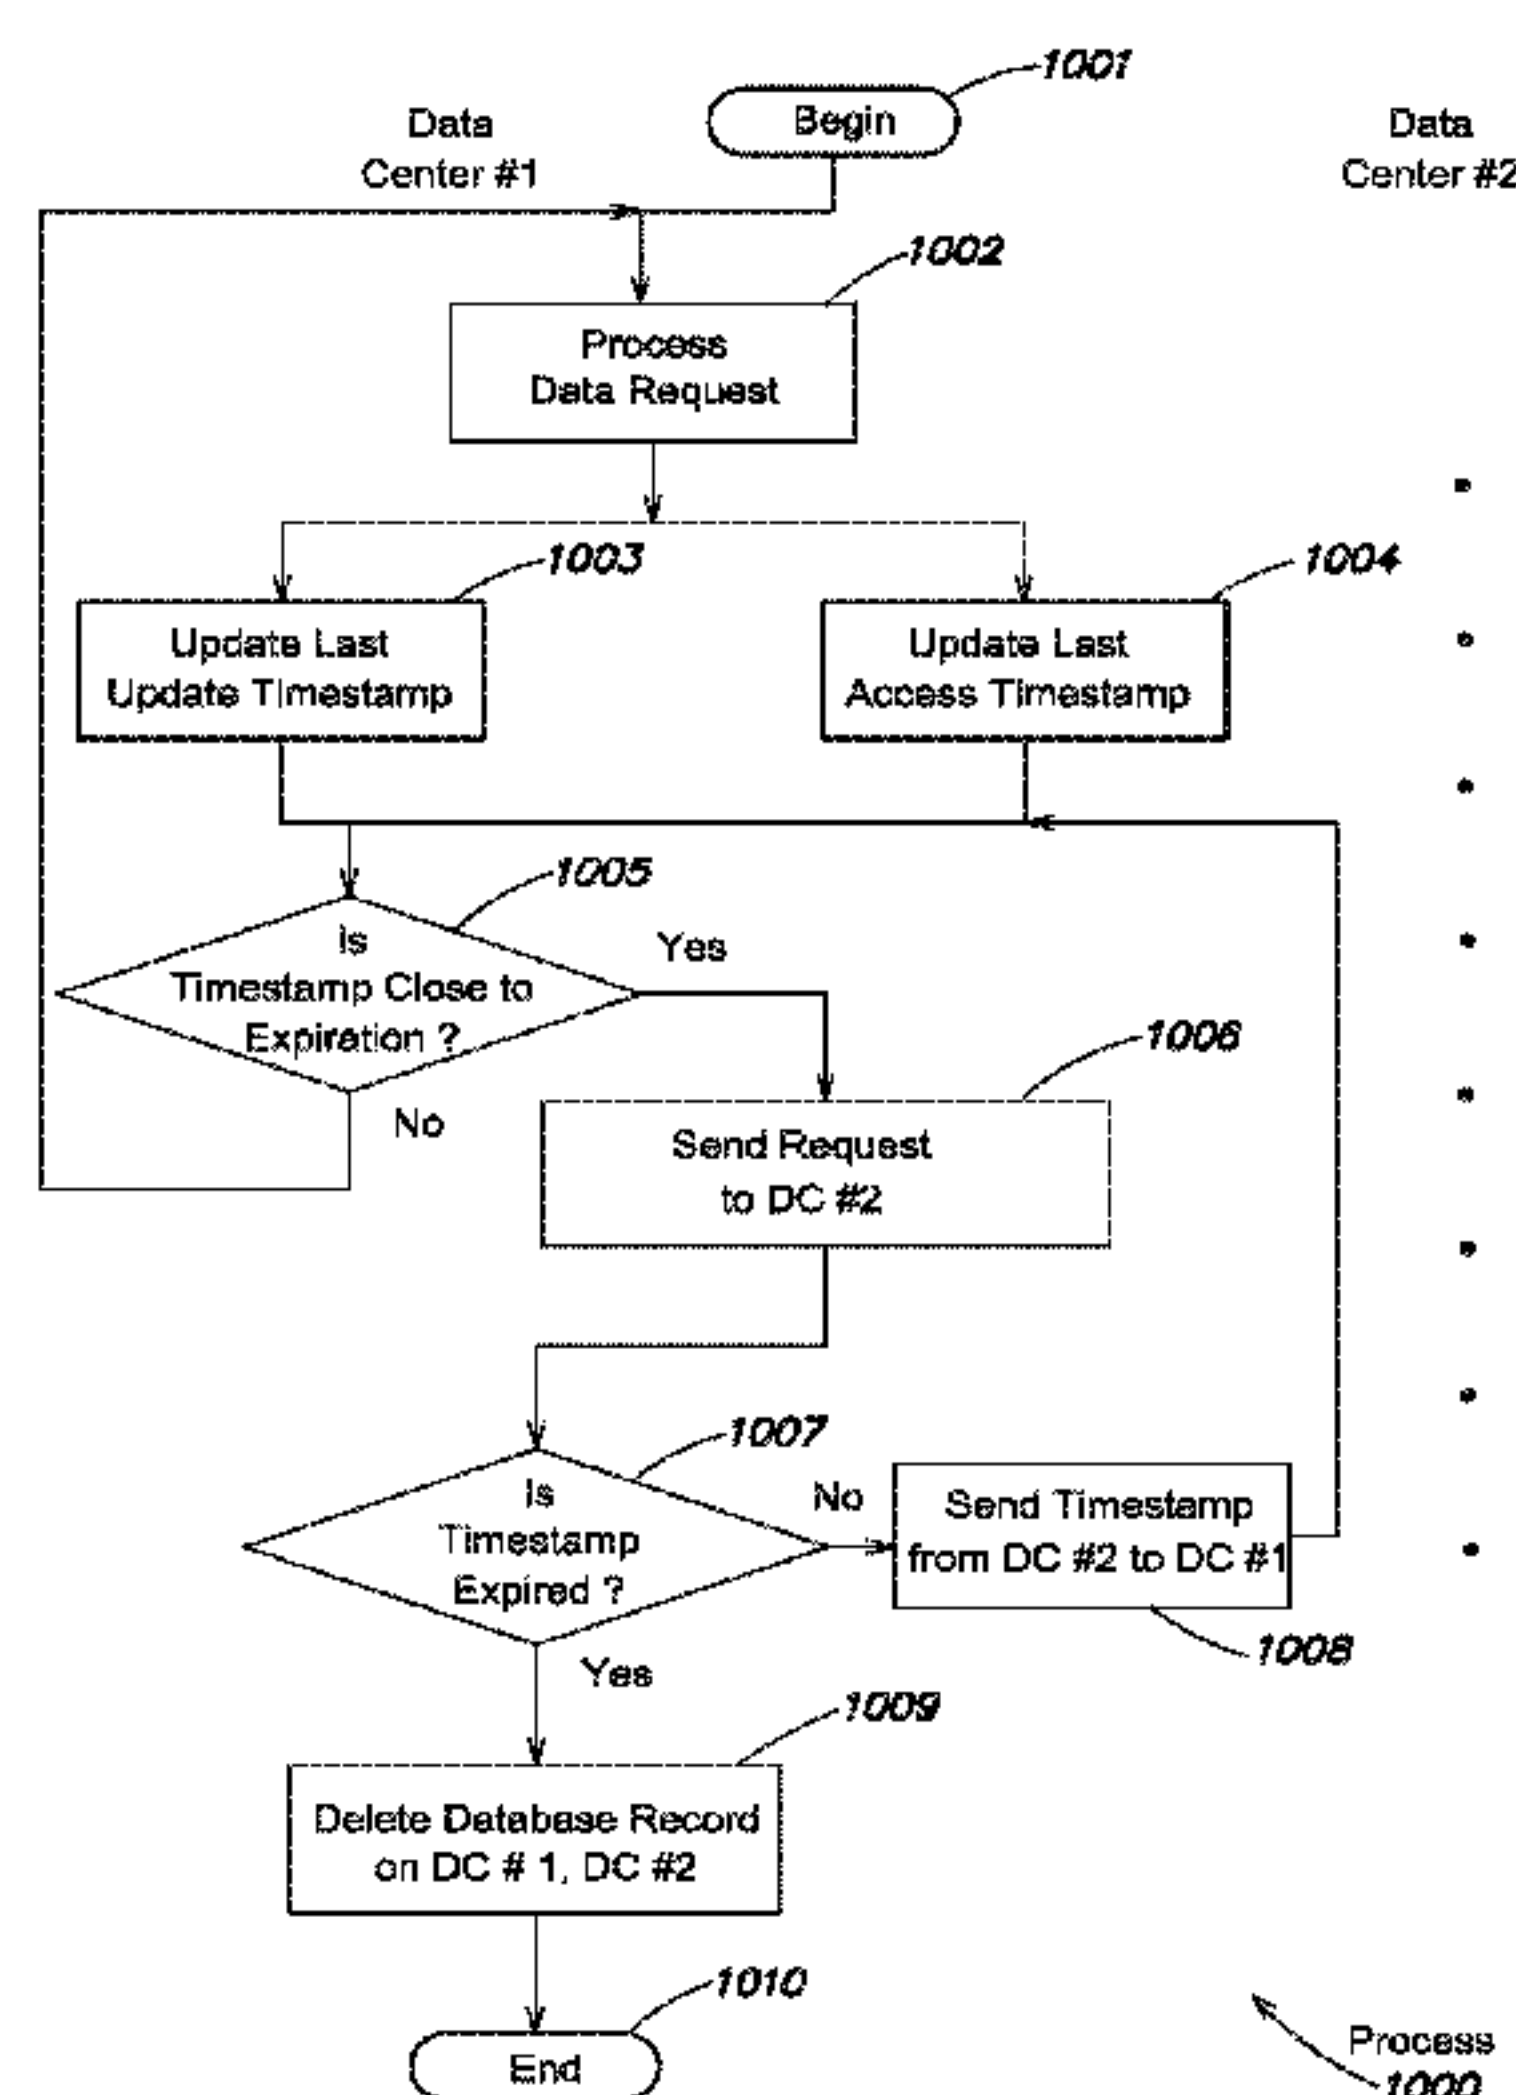 1001
Begin
Data
Center #1
Data
Center #2
1002
Process
Data Request
1003
1004
Update Last
Update Timestamp
Update Last
Access Timestamp
1005
Is
Timestamp Close to
Expiration ?
Yes
No
1006
Send Request
to DC #2
1007
Is
Timestamp
Expired ?
No
Send Timestamp
from DC #2 to DC #1
1008
Yes
1009
Delete Database Record
on DC # 1, DC #2
1010
End
Process
1000